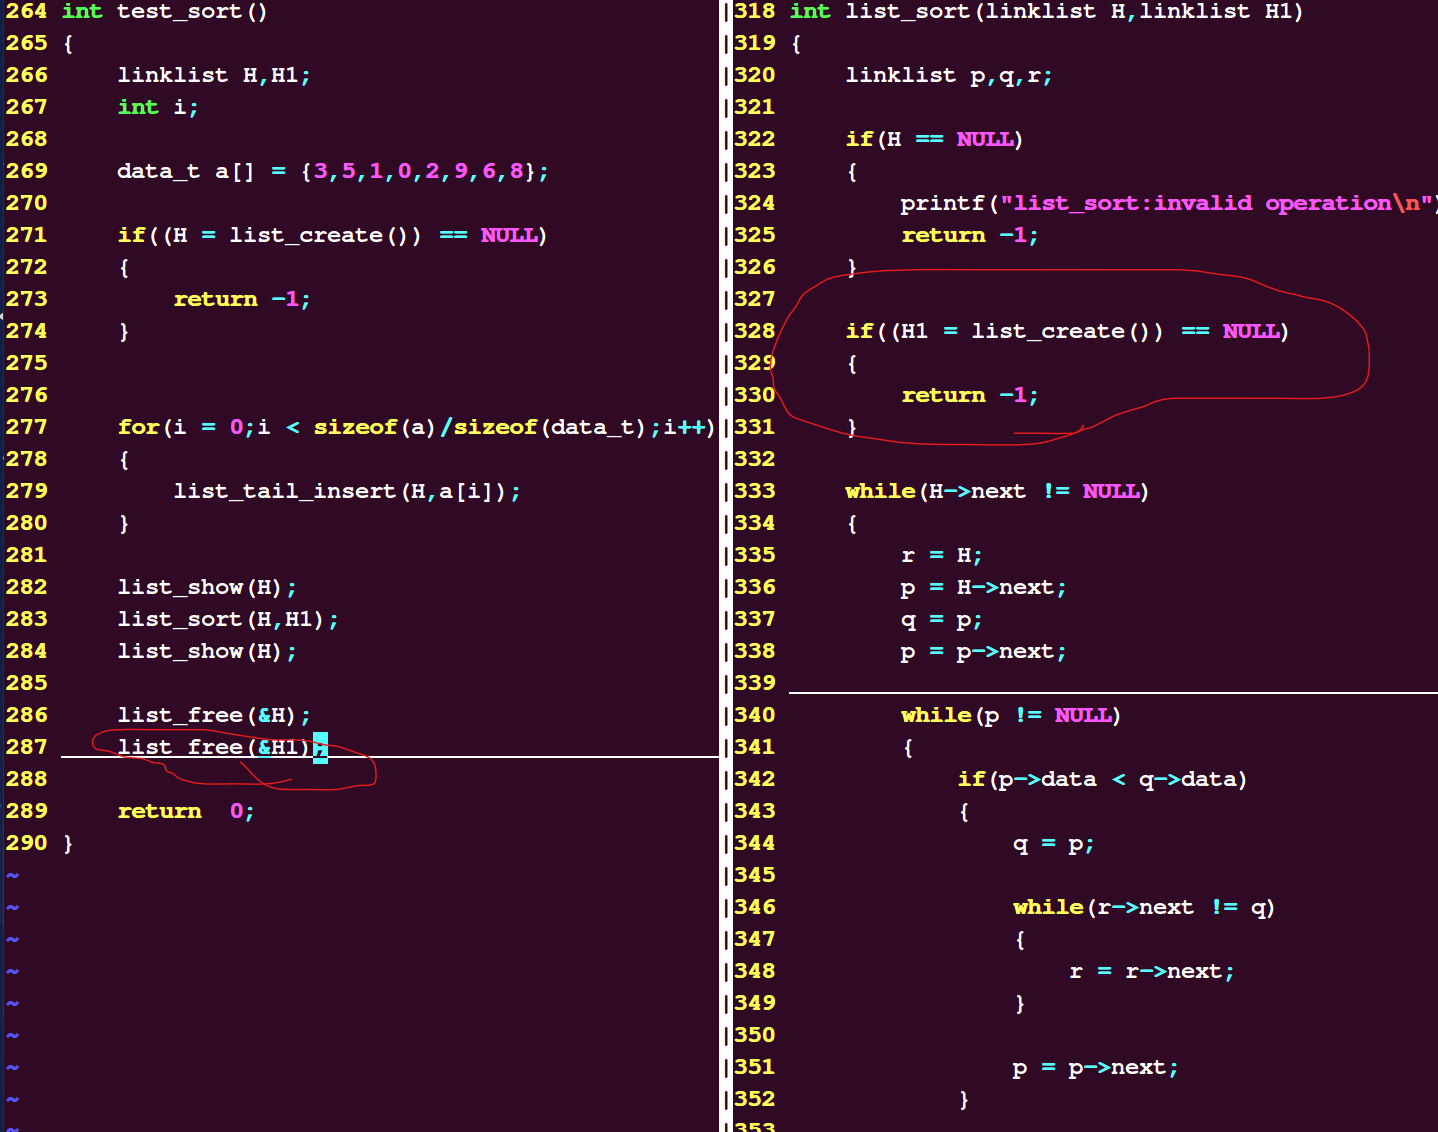 264 int test_sort()
265 {
266     linklist H,H1;
267     int i;
268
269     data_t a[] = {3,5,1,0,2,9,6,8};
270
271     if((H = list_create()) == NULL)
272     {
273         return -1;
274     }
275
276
277     for(i = 0;i < sizeof(a)/sizeof(data_t);i++)
278     {
279         list_tail_insert(H,a[i]);
280     }
281
282     list_show(H);
283     list_sort(H,H1);
284     list_show(H);
285
286     list_free(&H);
287     list_free(&H1);
288
289     return  0;
290 }
~
~
~
~
~
~
~
~
~
|318 int list_sort(linklist H,linklist H1)
|319 {
|320     linklist p,q,r;
|321
|322     if(H == NULL)
|323     {
|324         printf("list_sort:invalid operation\n")
|325         return -1;
|326     }
|327
|328     if((H1 = list_create()) == NULL)
|329     {
|330         return -1;
|331     }
|332
|333     while(H->next != NULL)
|334     {
|335         r = H;
|336         p = H->next;
|337         q = p;
|338         p = p->next;
|339
|340         while(p != NULL)
|341         {
|342             if(p->data < q->data)
|343             {
|344                 q = p;
|345
|346                 while(r->next != q)
|347                 {
|348                     r = r->next;
|349                 }
|350
|351                 p = p->next;
|352             }
|353